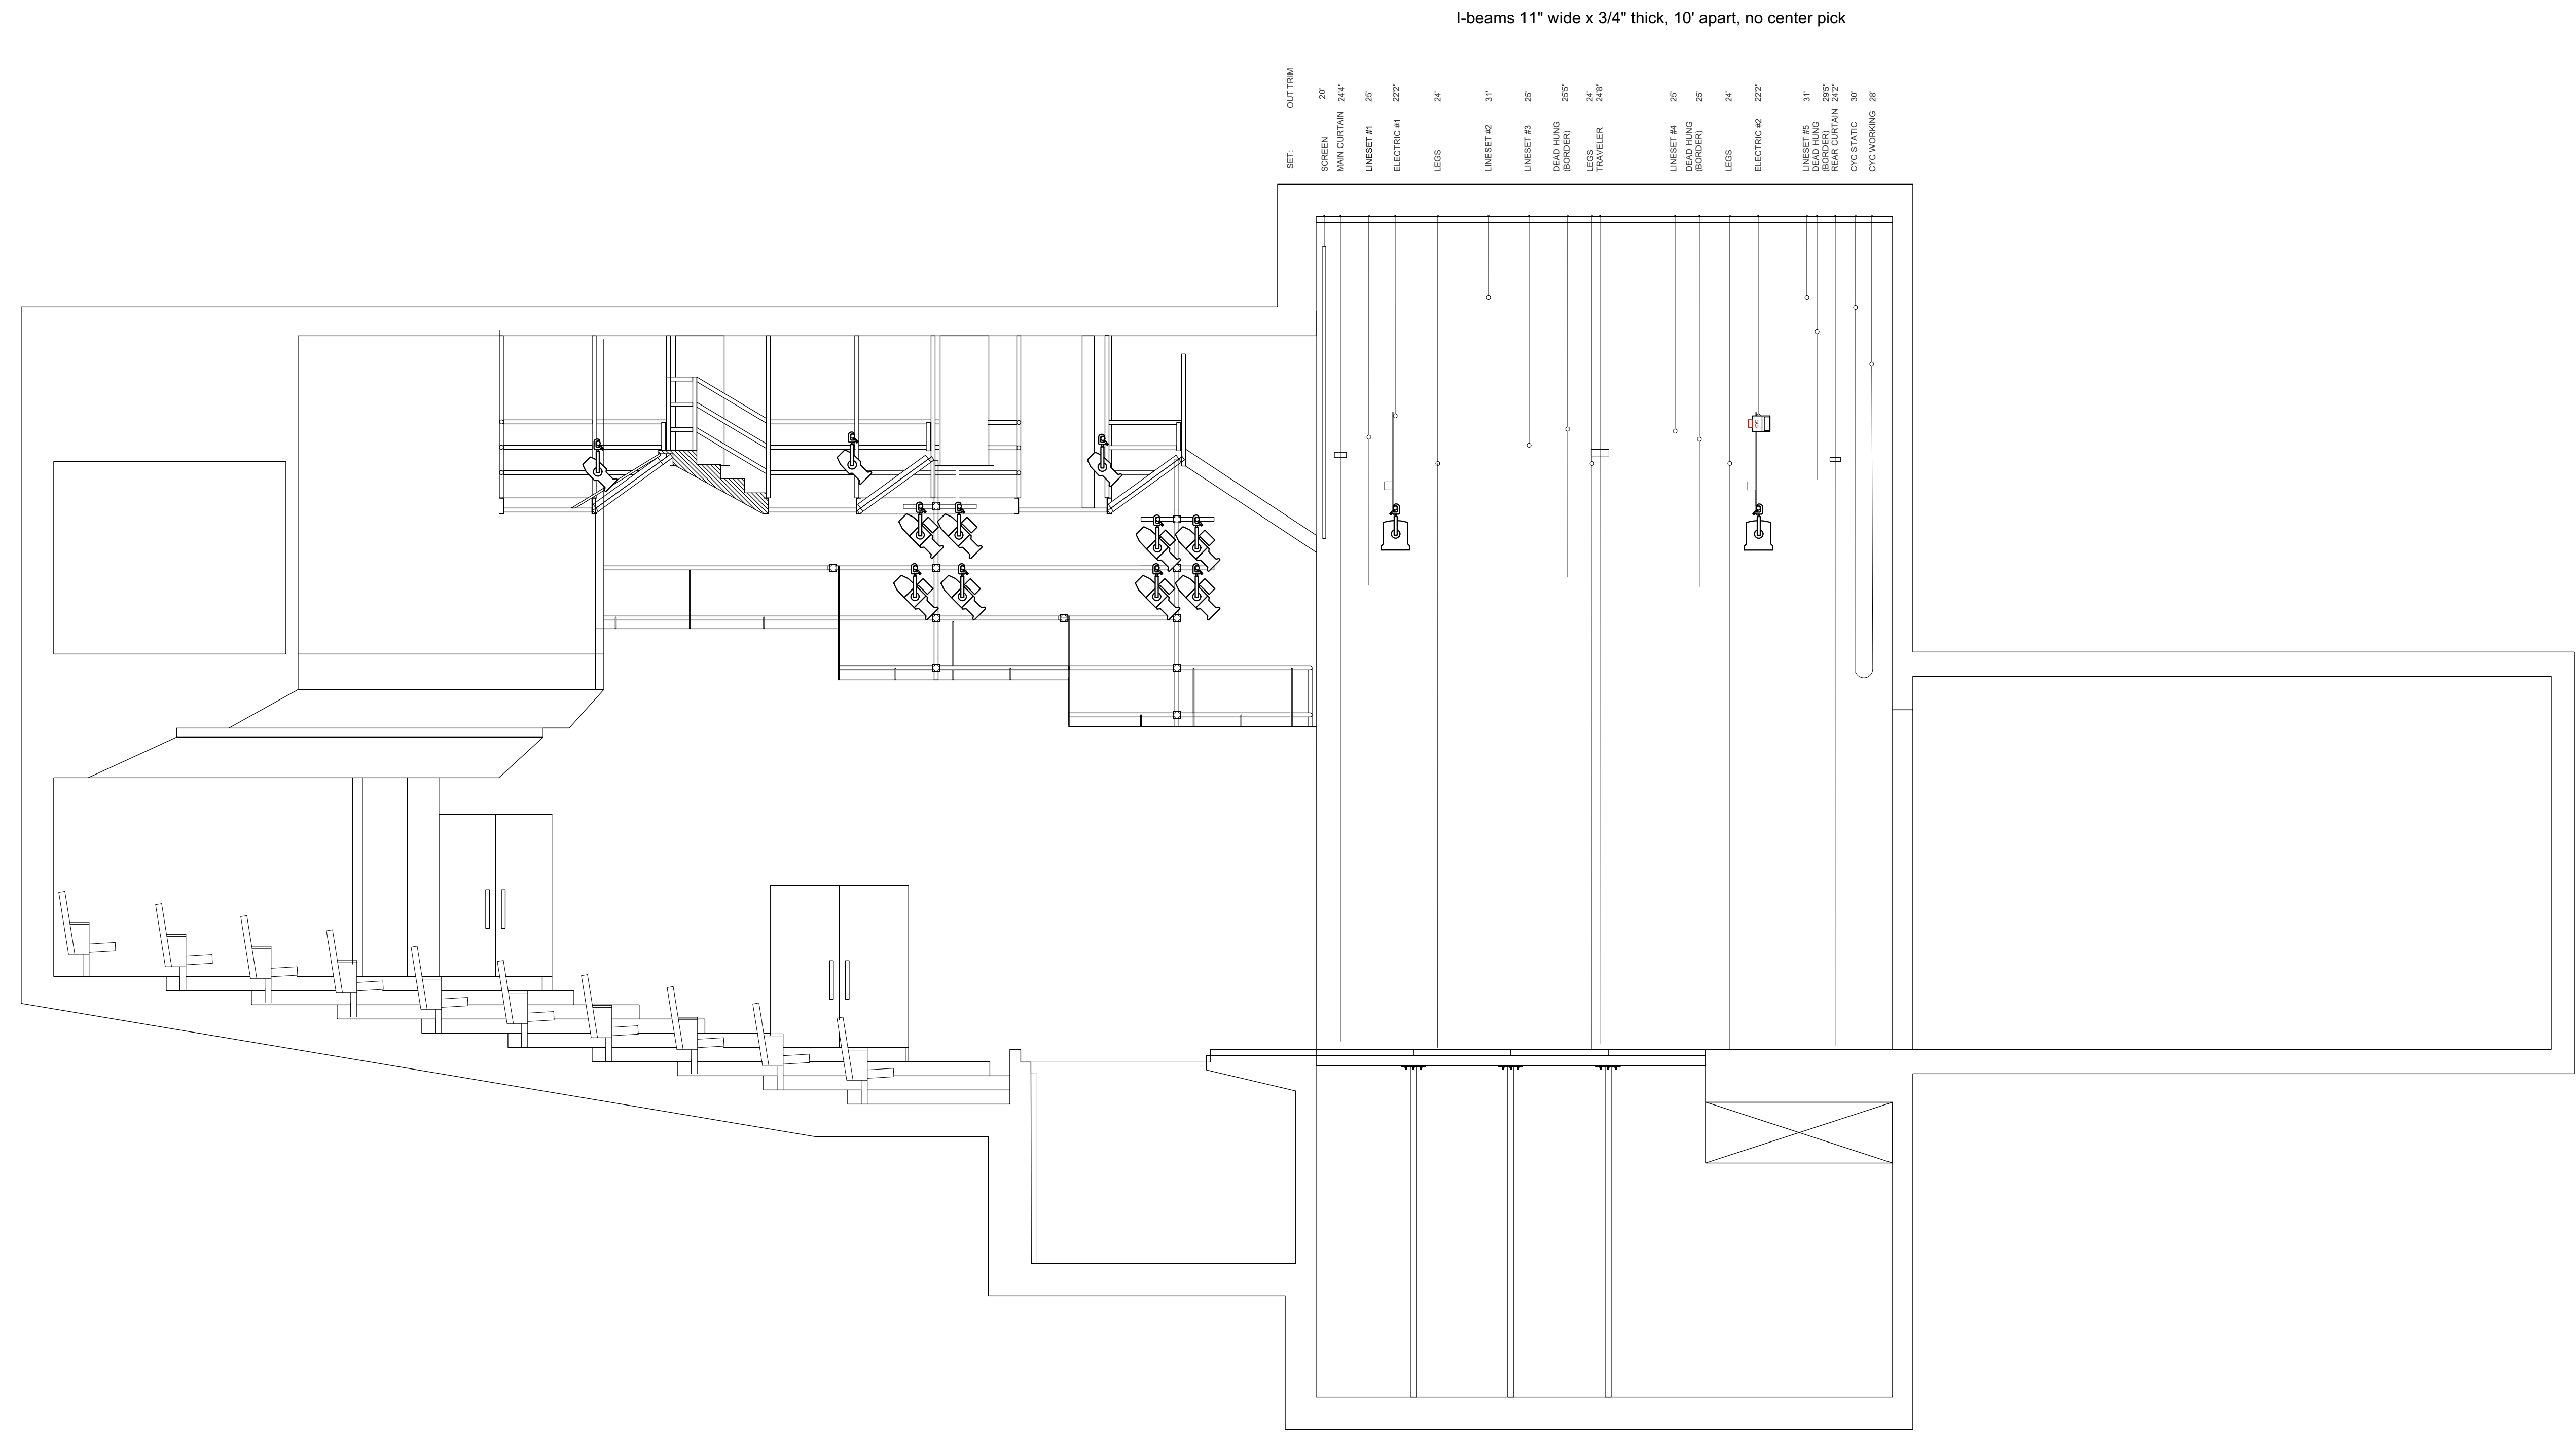 I-beams 11" wide x 3/4" thick, 10' apart, no center pick
SET: OUT TRIM
SCREEN 20'
MAIN CURTAIN 24'4"
LINESET #1 25'
ELECTRIC #1 22'2"
LEGS 24'
LINESET #2 31'
LINESET #3 25'
DEAD HUNG 25'5"
(BORDER)
LEGS 24'
TRAVELER 24'8"
LINESET #4 25'
DEAD HUNG 25'
(BORDER)
LEGS 24'
ELECTRIC #2 22'2"
LINESET #5 31'
DEAD HUNG
(BORDER) 29'5"
REAR CURTAIN 24'2"
CYC STATIC 30'
CYC WORKING 28'
CYC